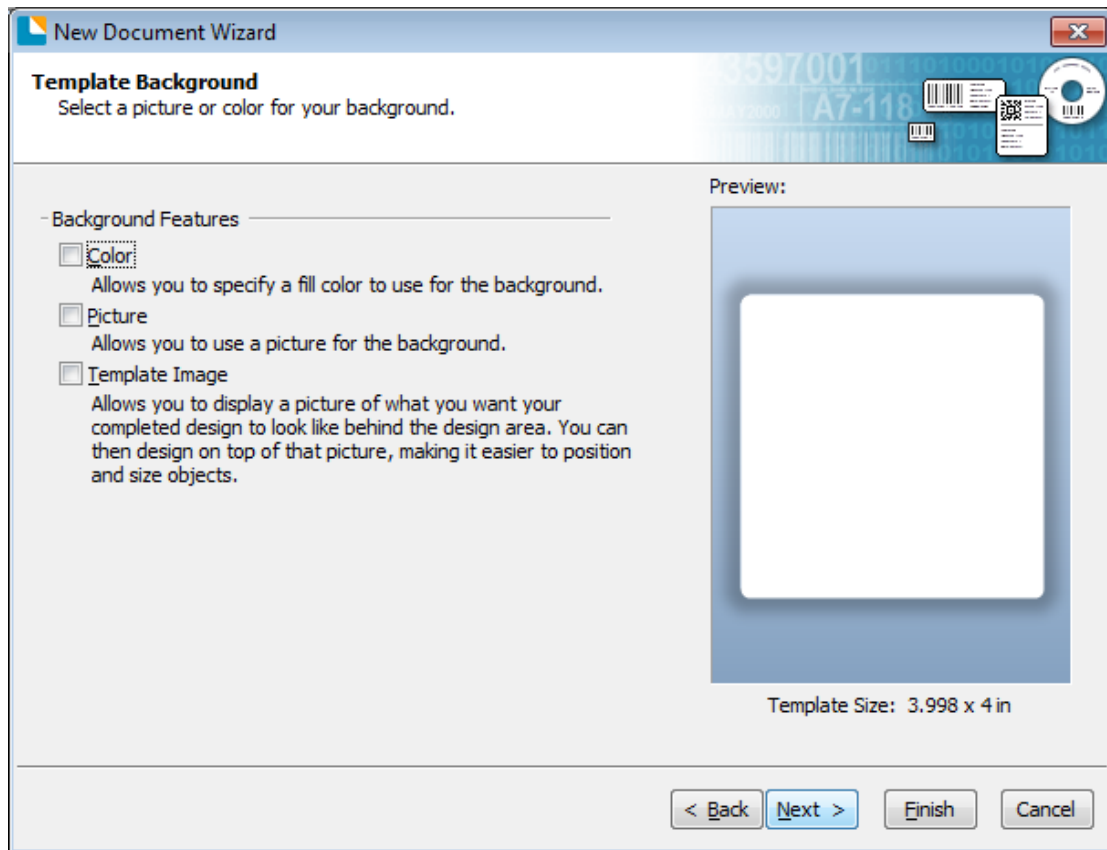 New Document Wizard
Template Background
Select a picture or color for your background.
43597001
A7-118
Preview:
Background Features
Color
Allows you to specify a fill color to use for the background.
Picture
Allows you to use a picture for the background.
Template Image
Allows you to display a picture of what you want your
completed design to look like behind the design area. You can
then design on top of that picture, making it easier to position
and size objects.
Template Size: 3.998 x 4 in
< Back
Next >
Finish
Cancel